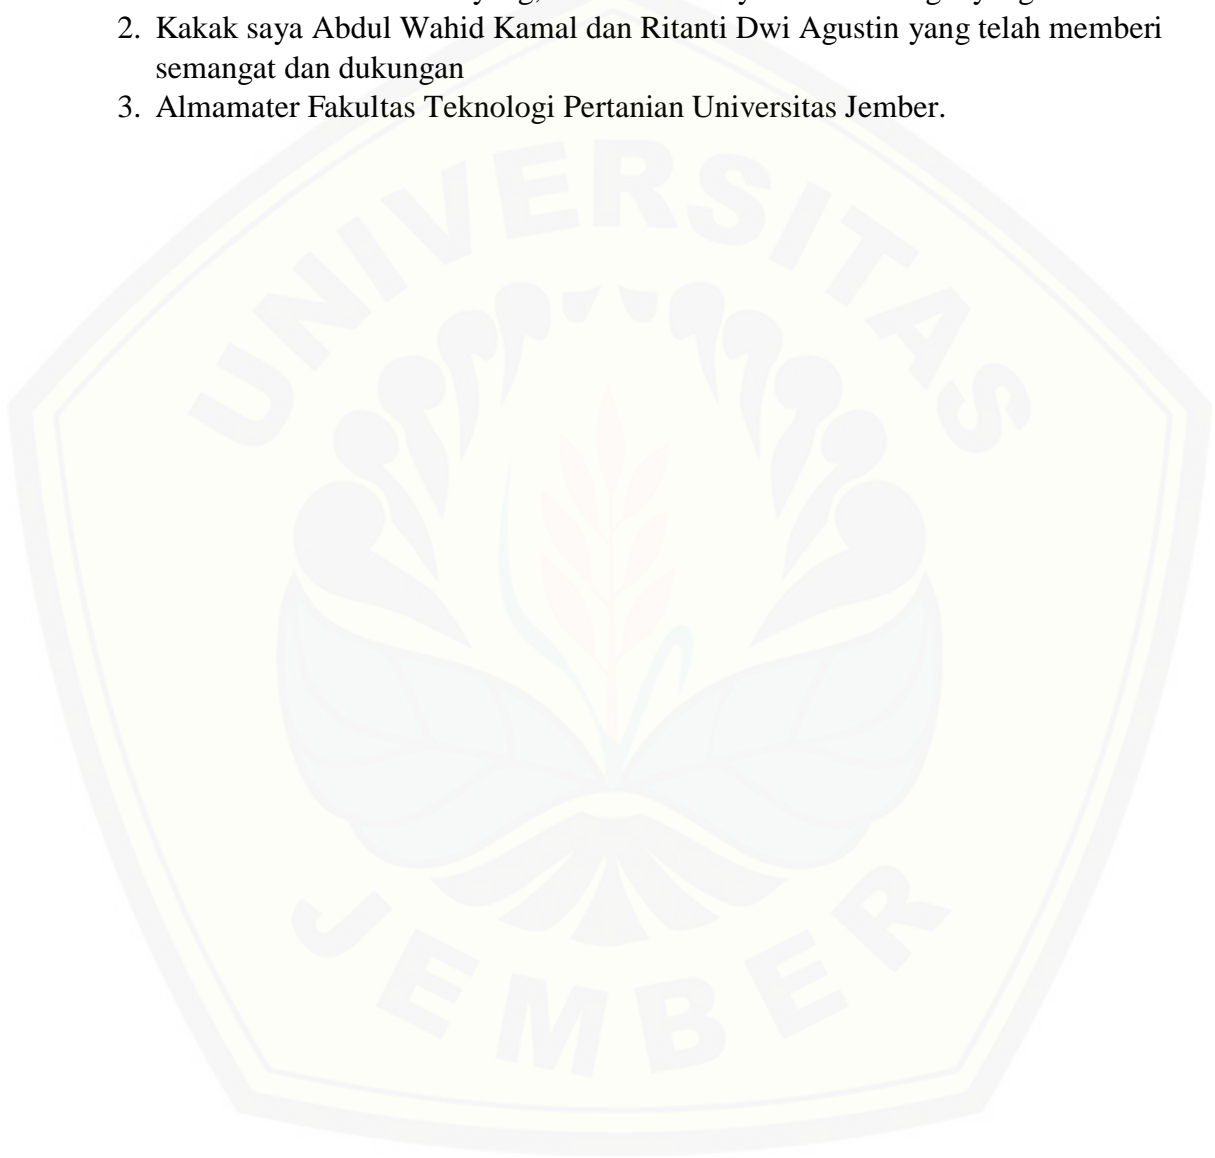 2. Kakak saya Abdul Wahid Kamal dan Ritanti Dwi Agustin yang telah memberi
semangat dan dukungan
3. Almamater Fakultas Teknologi Pertanian Universitas Jember.
UNIVERSITAS
JEMBER